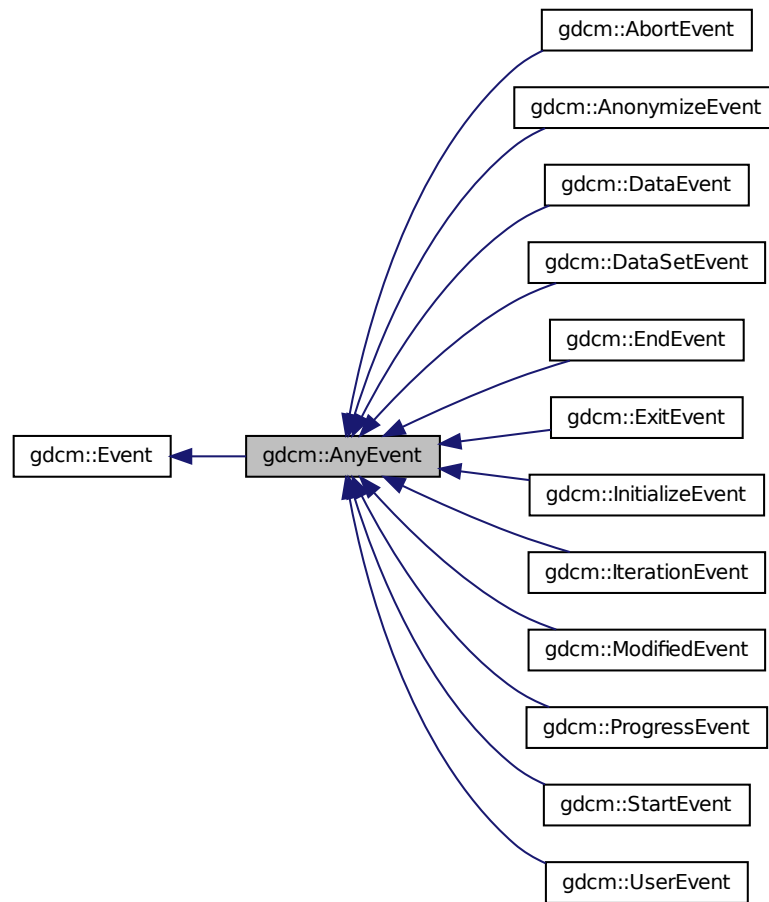 gdcm::AbortEvent
gdcm::AnonymizeEvent
gdcm::DataEvent
gdcm::DataSetEvent
gdcm::EndEvent
gdcm::ExitEvent
gdcm::Event
gdcm::AnyEvent
gdcm::InitializeEvent
gdcm::IterationEvent
gdcm::ModifiedEvent
gdcm::ProgressEvent
gdcm::StartEvent
gdcm::UserEvent